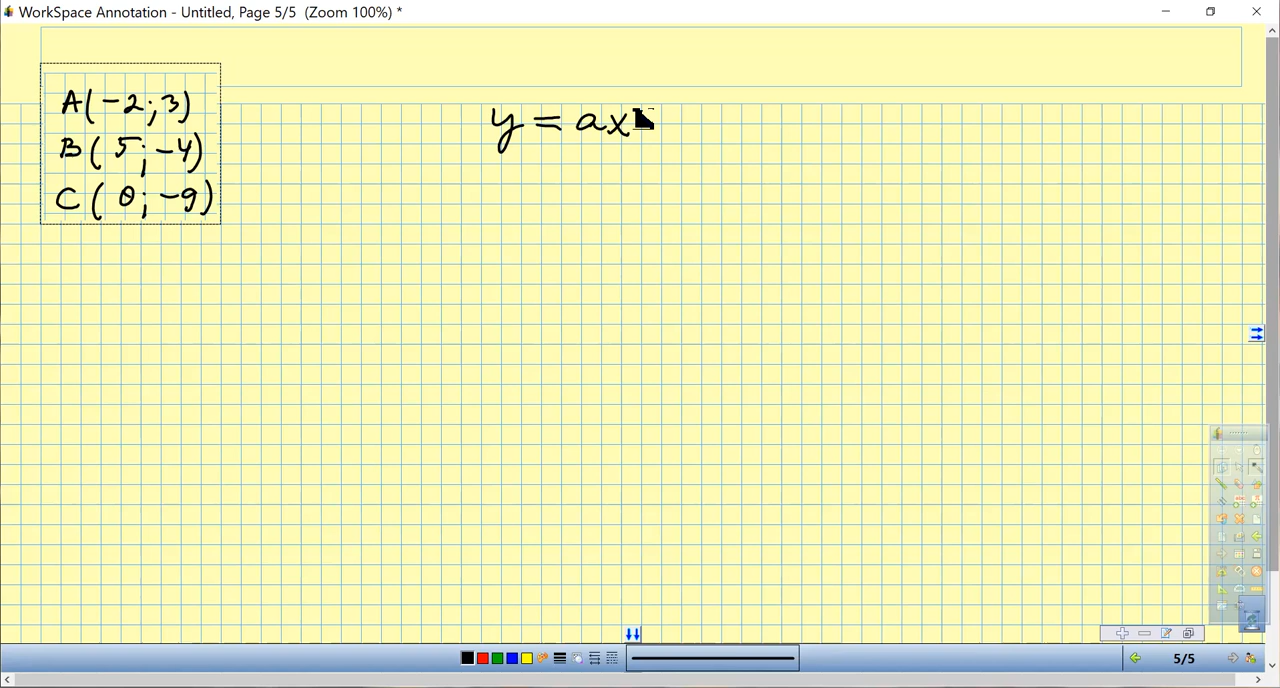 WorkSpace Annotation - Untitled, Page 5/5 (Zoom 100%) *
A(-2;3)
B(5;-4)
C(0;-9)
y=ax
5/5